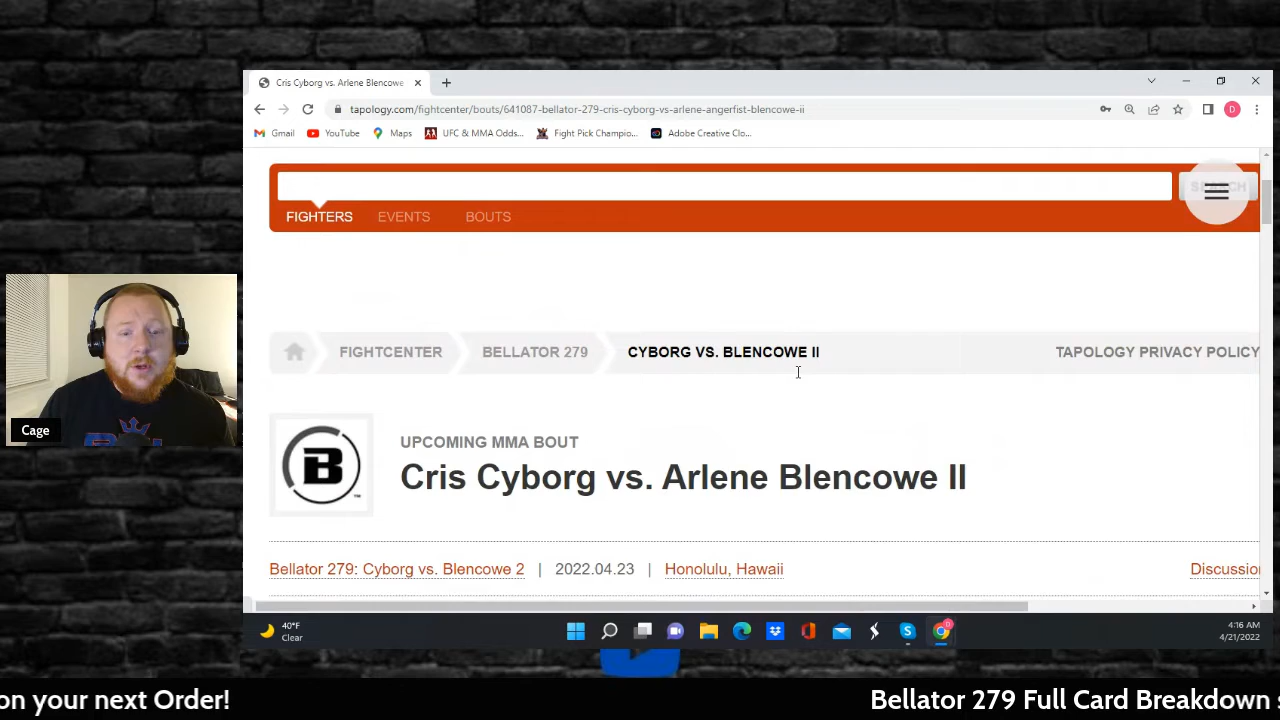 Cris Cyborg vs. Arlene Blencowe
tapology.com/fightcenter/bouts/641087-bellator-279-cris-cyborg-vs-arlene-angerfist-blencowe-ii
D
Gmail
YouTube
Maps
UFC & MMA Odds...
Fight Pick Champio...
Adobe Creative Clo...
SEARCH
FIGHTERS
EVENTS
BOUTS
FIGHTCENTER
BELLATOR 279
CYBORG VS. BLENCOWE II
TAPOLOGY PRIVACY POLICY
B
TM
UPCOMING MMA BOUT
Cris Cyborg vs. Arlene Blencowe II
Bellator 279: Cyborg vs. Blencowe 2 | 2022.04.23 | Honolulu, Hawaii
Discussion
Cage
40°F
Clear
4:16 AM
4/21/2022
on your next Order!
Bellator 279 Full Card Breakdown s